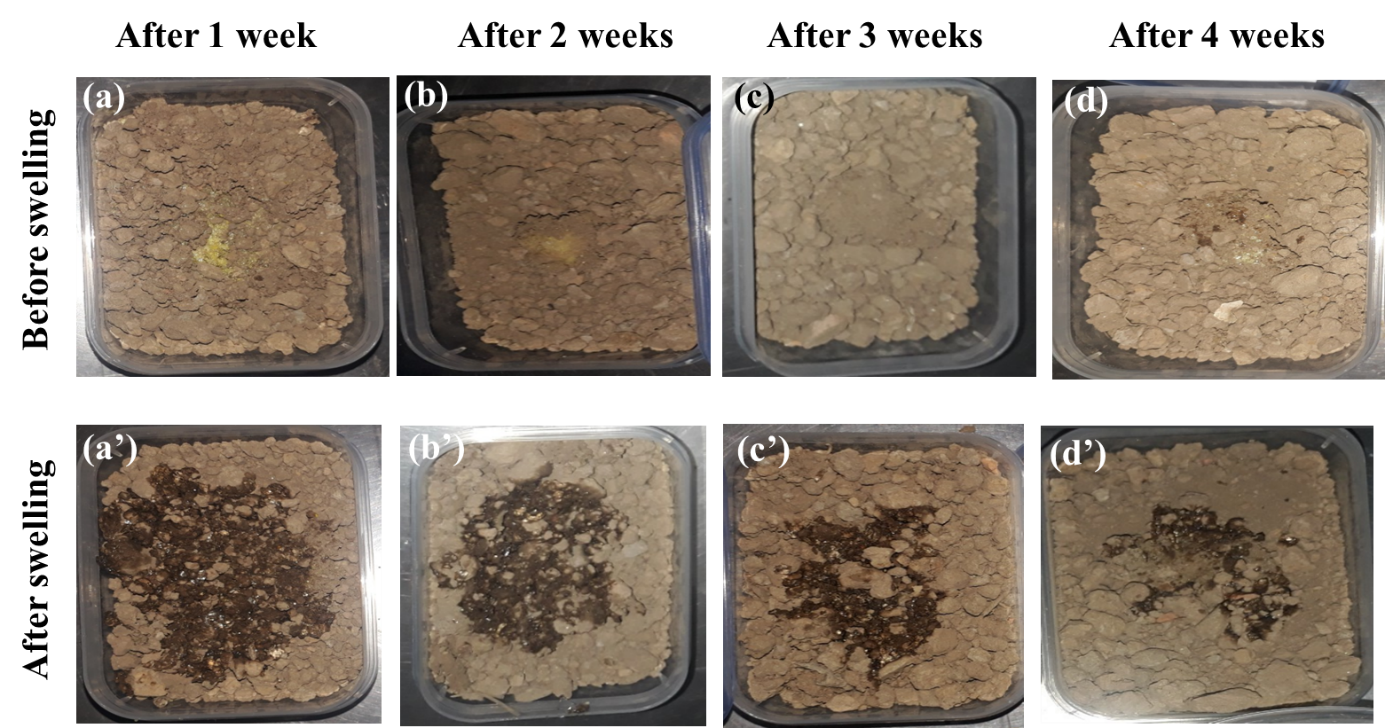 After 1 week
After 2 weeks
After 3 weeks
After 4 weeks
Before swelling
(a)
(b)
(c)
(d)
After swelling
(a’)
(b’)
(c’)
(d’)